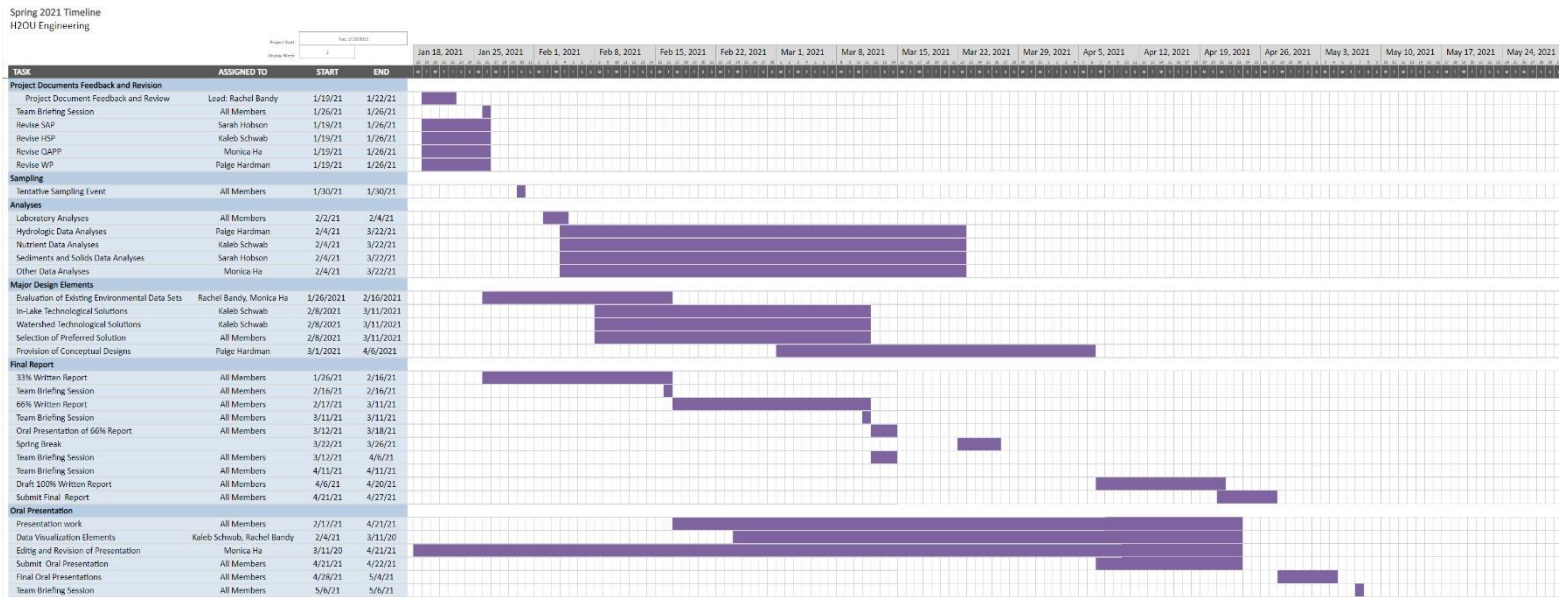 Spring 2021 Timeline
H2OU Engineering
Project Start:
Display Week: 1
Jan 18, 2021 Jan 25, 2021 Feb 1, 2021 Feb 8, 2021 Feb 15, 2021 Feb 22, 2021 Mar 1, 2021 Mar 8, 2021 Mar 15, 2021 Mar 22, 2021 Mar 29, 2021 Apr 5, 2021 Apr 12, 2021 Apr 19, 2021 Apr 26, 2021 May 3, 2021 May 10, 2021 May 17, 2021 May 24, 2021
TASK ASSIGNED TO START END
Project Documents Feedback and Revision
Project Document Feedback and Review Lead: Rachel Bandy 1/19/21 1/22/21
Team Briefing Session All Members 1/26/21 1/26/21
Revise SAP Sarah Hobson 1/19/21 1/26/21
Revise HSP Kaleb Schwab 1/19/21 1/26/21
Revise QAPP Monica Ha 1/19/21 1/26/21
Revise WP Paige Hardman 1/19/21 1/26/21
Sampling
Tentative Sampling Event All Members 1/30/21 1/30/21
Analyses
Laboratory Analyses All Members 2/2/21 2/4/21
Hydrologic Data Analyses Paige Hardman 2/4/21 3/22/21
Nutrient Data Analyses Kaleb Schwab 2/4/21 3/22/21
Sediments and Solids Data Analyses Sarah Hobson 2/4/21 3/22/21
Other Data Analyses Monica Ha 2/4/21 3/22/21
Major Design Elements
Evaluation of Existing Environmental Data Sets Rachel Bandy, Monica Ha 1/26/2021 2/16/2021
In-Lake Technological Solutions Kaleb Schwab 2/8/2021 3/11/2021
Watershed Technological Solutions Kaleb Schwab 2/8/2021 3/11/2021
Selection of Preferred Solution All Members 2/8/2021 3/11/2021
Provision of Conceptual Designs Paige Hardman 3/1/2021 4/6/2021
Final Report
33% Written Report All Members 1/26/21 2/16/21
Team Briefing Session All Members 2/16/21 2/16/21
66% Written Report All Members 2/17/21 3/11/21
Team Briefing Session All Members 3/11/21 3/11/21
Oral Presentation of 66% Report All Members 3/12/21 3/18/21
Spring Break 3/22/21 3/26/21
Team Briefing Session All Members 3/12/21 4/6/21
Team Briefing Session All Members 4/11/21 4/11/21
Draft 100% Written Report All Members 4/6/21 4/20/21
Submit Final Report All Members 4/21/21 4/27/21
Oral Presentation
Presentation work All Members 2/17/21 4/21/21
Data Visualization Elements Kaleb Schwab, Rachel Bandy 2/4/21 3/11/20
Editig and Revision of Presentation Monica Ha 3/11/20 4/21/21
Submit Oral Presentation All Members 4/21/21 4/22/21
Final Oral Presentations All Members 4/28/21 5/4/21
Team Briefing Session All Members 5/6/21 5/6/21